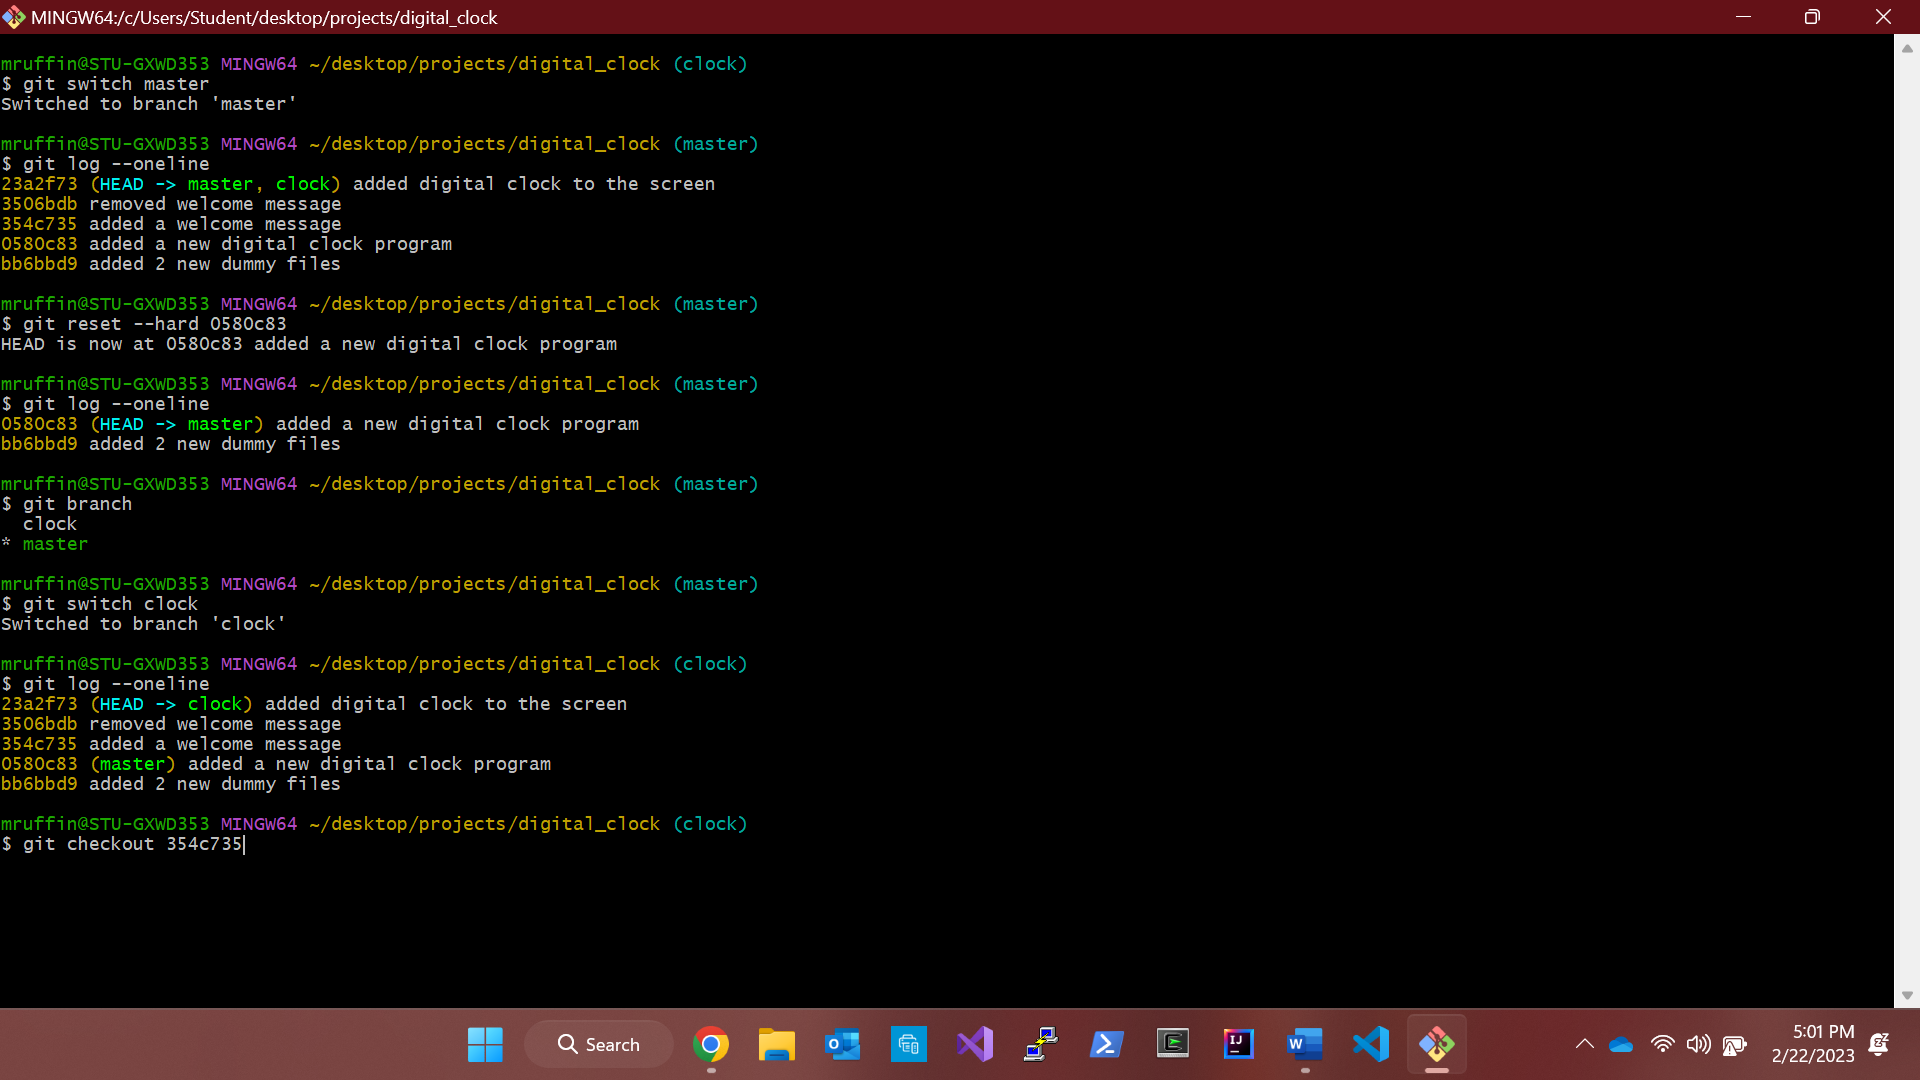 MINGW64:/c/Users/Student/desktop/projects/digital_clock
mruffin@STU-GXWD353 MINGW64 ~/desktop/projects/digital_clock (clock)
$ git switch master
Switched to branch 'master'
mruffin@STU-GXWD353 MINGW64 ~/desktop/projects/digital_clock (master)
$ git log --oneline
23a2f73 (HEAD -> master, clock) added digital clock to the screen
3506bdb removed welcome message
354c735 added a welcome message
0580c83 added a new digital clock program
bb6bbd9 added 2 new dummy files
mruffin@STU-GXWD353 MINGW64 ~/desktop/projects/digital_clock (master)
$ git reset --hard 0580c83
HEAD is now at 0580c83 added a new digital clock program
mruffin@STU-GXWD353 MINGW64 ~/desktop/projects/digital_clock (master)
$ git log --oneline
0580c83 (HEAD -> master) added a new digital clock program
bb6bbd9 added 2 new dummy files
mruffin@STU-GXWD353 MINGW64 ~/desktop/projects/digital_clock (master)
$ git branch
  clock
* master
mruffin@STU-GXWD353 MINGW64 ~/desktop/projects/digital_clock (master)
$ git switch clock
Switched to branch 'clock'
mruffin@STU-GXWD353 MINGW64 ~/desktop/projects/digital_clock (clock)
$ git log --oneline
23a2f73 (HEAD -> clock) added digital clock to the screen
3506bdb removed welcome message
354c735 added a welcome message
0580c83 (master) added a new digital clock program
bb6bbd9 added 2 new dummy files
mruffin@STU-GXWD353 MINGW64 ~/desktop/projects/digital_clock (clock)
$ git checkout 354c735
Search
5:01 PM
2/22/2023